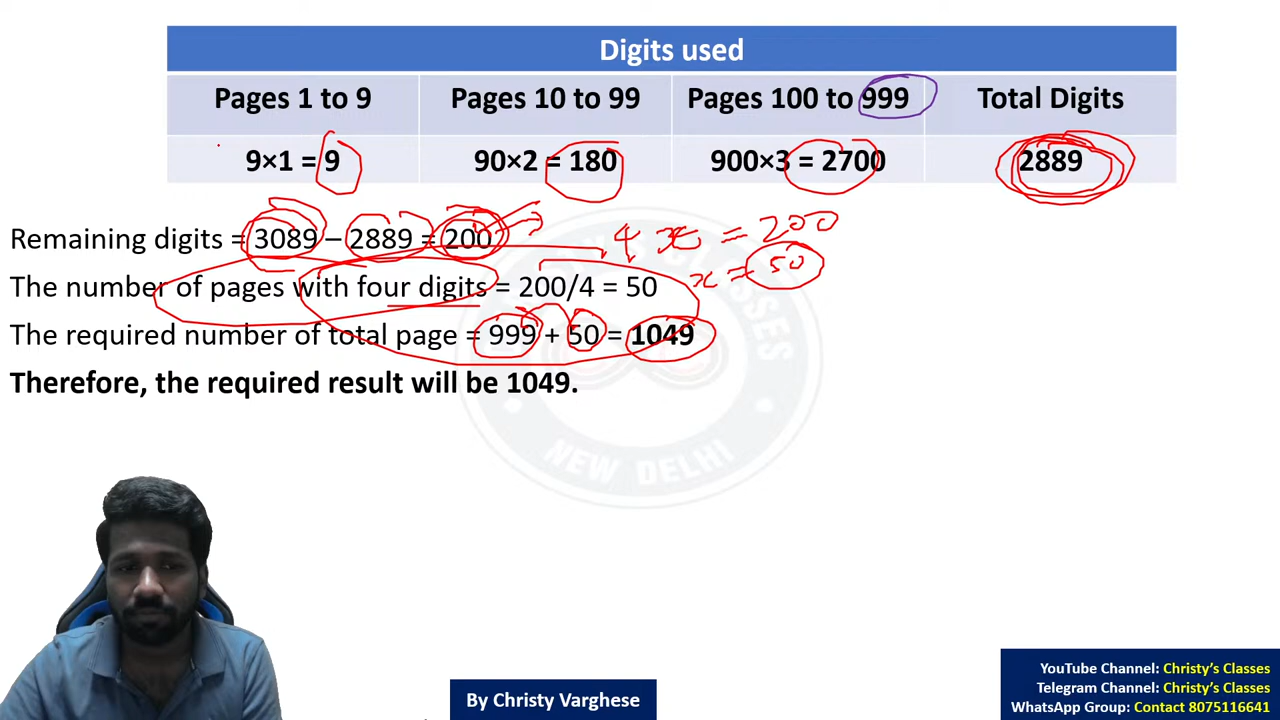 Digits used
Pages 1 to 9 Pages 10 to 99 Pages 100 to 999 Total Digits
9×1 = 9 90×2 = 180 900×3 = 2700 2889
Remaining digits = 3089 – 2889 = 200
4x = 200
The number of pages with four digits = 200/4 = 50
x = 50
The required number of total page = 999 + 50 = 1049
Therefore, the required result will be 1049.
NEW DELHI
By Christy Varghese
YouTube Channel: Christy's Classes
Telegram Channel: Christy's Classes
WhatsApp Group: Contact 8075116641